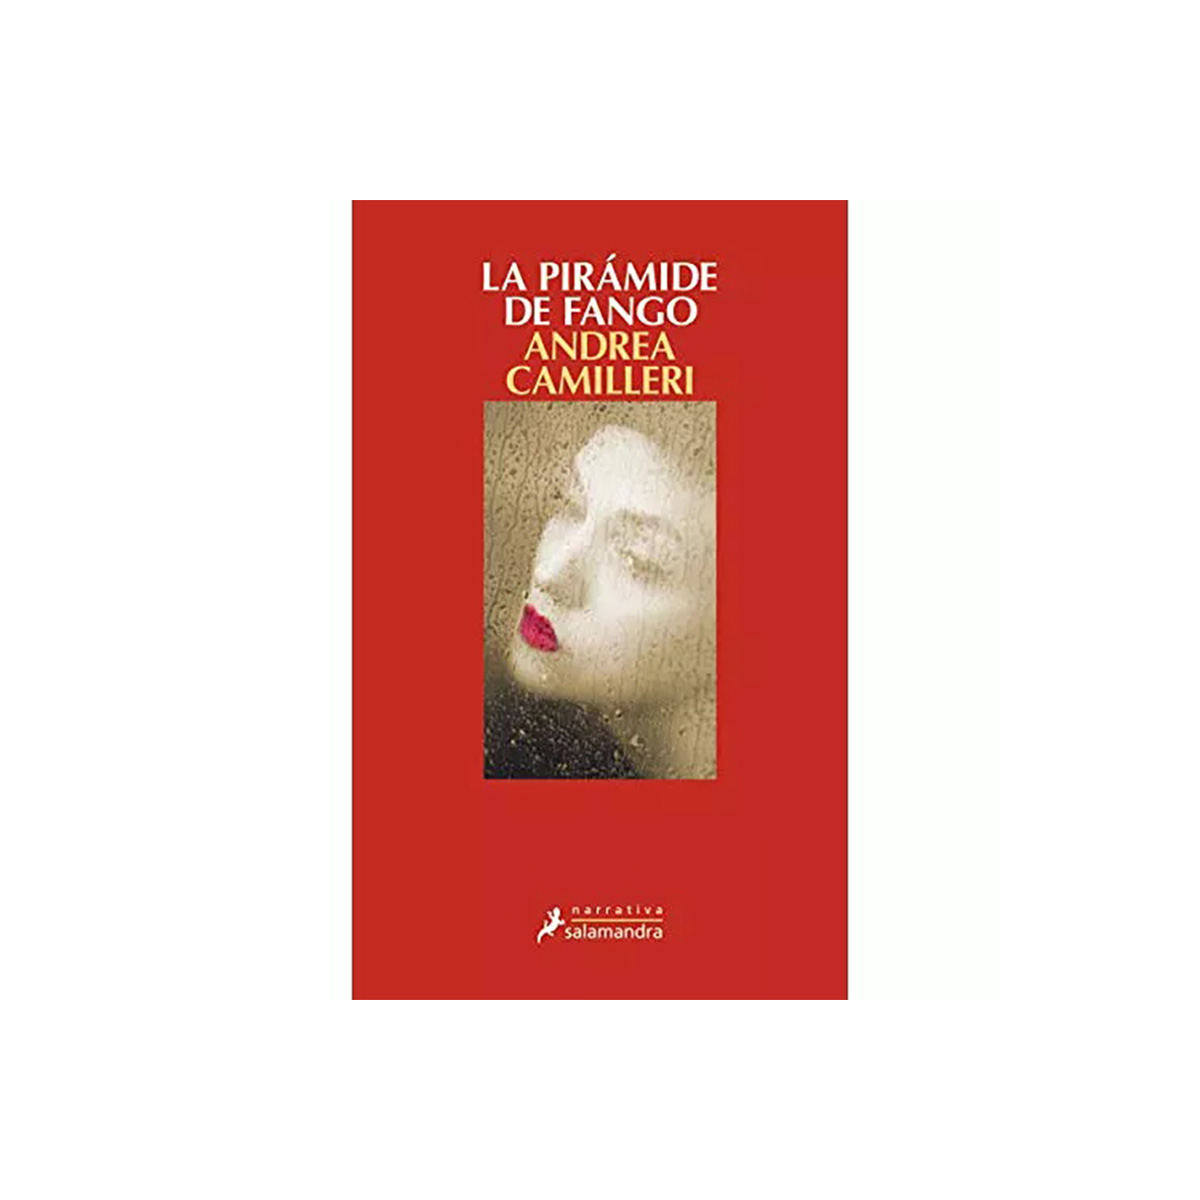 LA PIRÁMIDE
DE FANGO
ANDREA
CAMILLERI
narrativa
salamandra